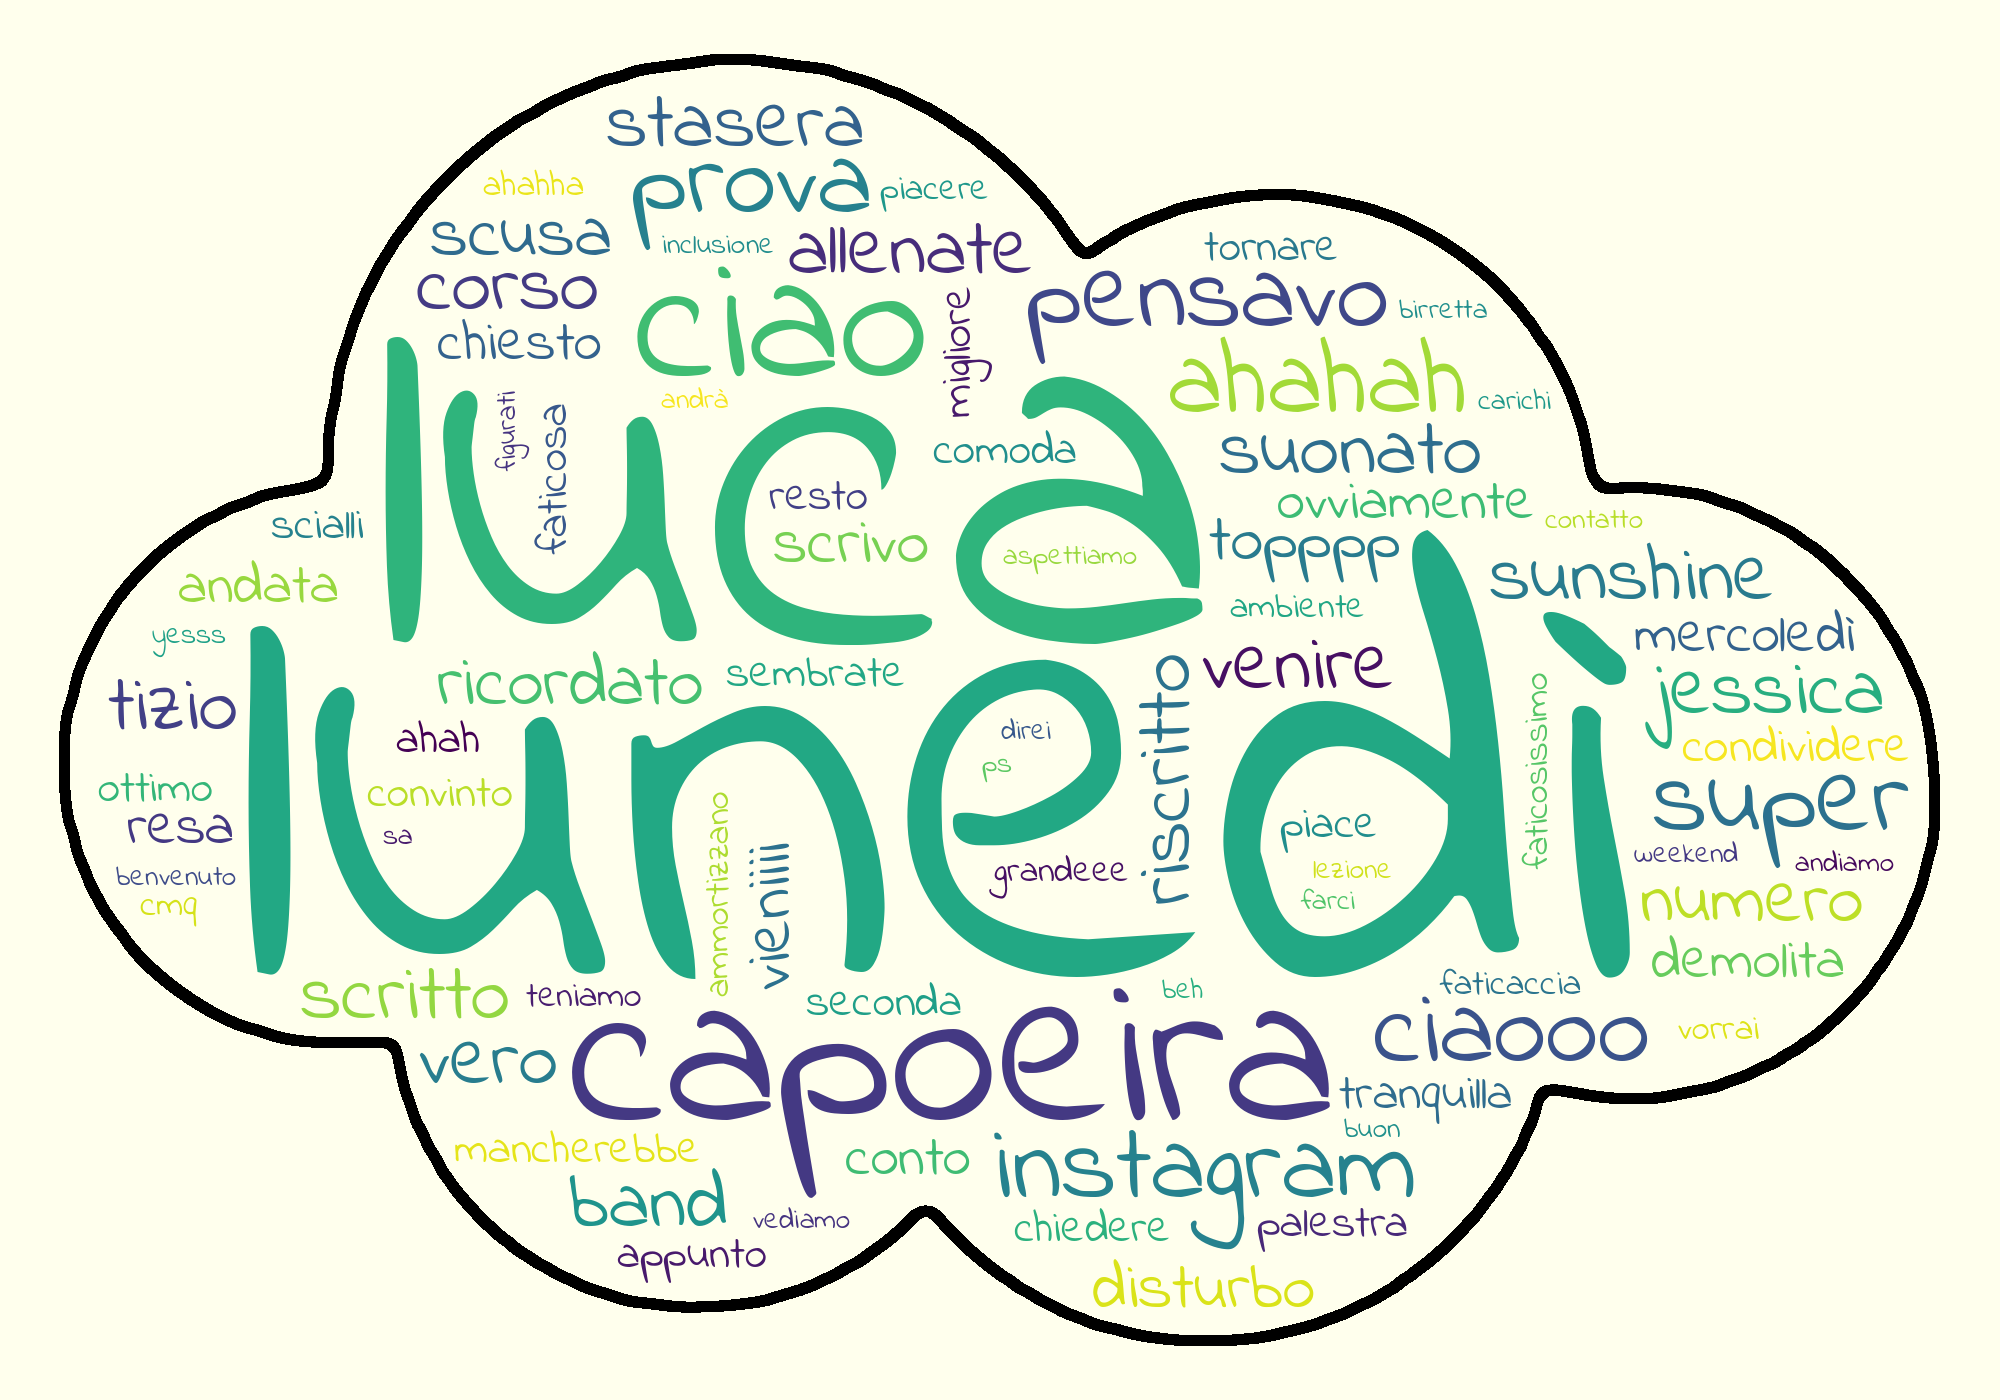 stasera
ahahha
prova
piacere
scusa
inclusione
allenate
tornare
corso
ciao
migliore
pensavo
birretta
chiesto
andrà
ahahah
carichi
luca
figurati
faticosa
comoda
suonato
resto
scrivo
aspettiamo
ovviamente
contatto
scialli
topppp
sunshine
andata
ambiente
yesss
mercoledì
ricordato
sembrate
riscritto
venire
jessica
tizio
lunedì
ahah
direi
faticosissimo
condividere
convinto
ps
ottimo
super
resa
sa
ammortizzano
vieniiii
grandeee
piace
weekend
andiamo
benvenuto
lezione
cmq
farci
numero
demolita
scritto
teniamo
seconda
beh
faticaccia
vero
capoeira
ciaooo
vorrai
tranquilla
buon
mancherebbe
conto
instagram
band
vediamo
chiedere
palestra
appunto
disturbo